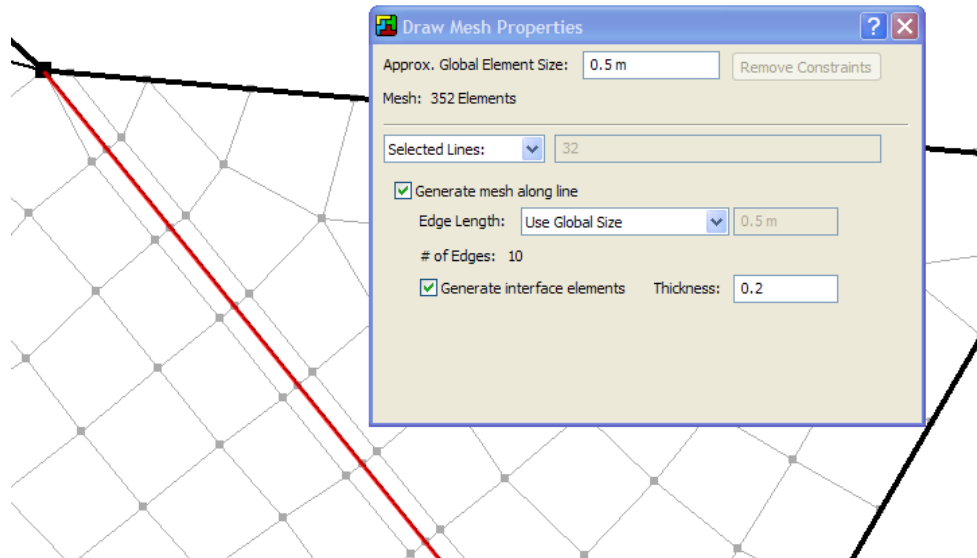 Draw Mesh Properties
Approx. Global Element Size: 0.5 m Remove Constraints
Mesh: 352 Elements
Selected Lines: 32
Generate mesh along line
Edge Length: Use Global Size 0.5 m
# of Edges: 10
Generate interface elements Thickness: 0.2